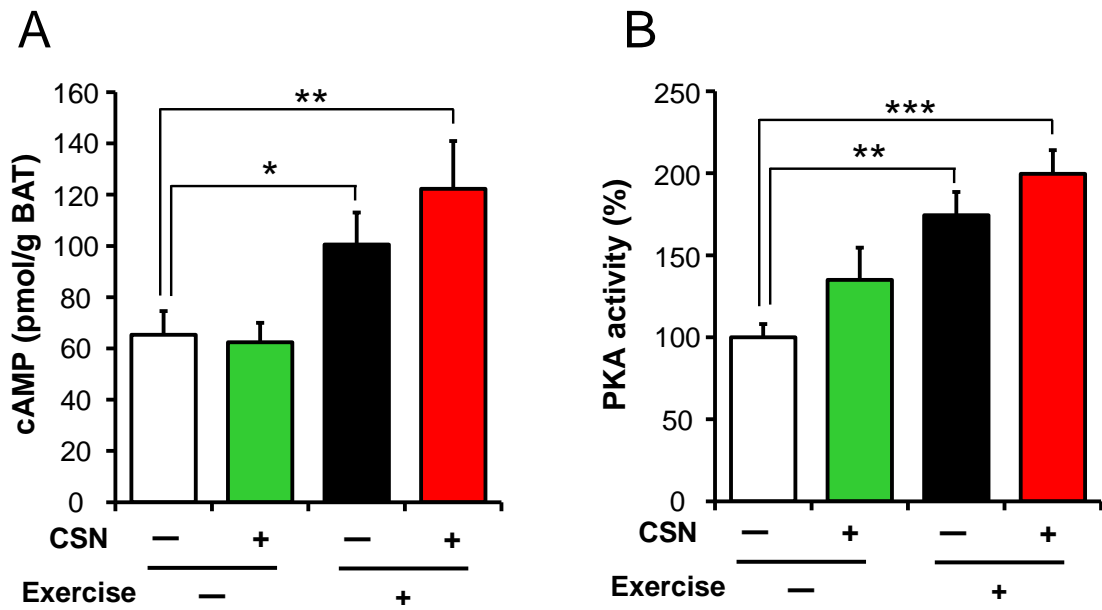 A
cAMP (pmol/g BAT)
160
140
120
100
80
60
40
20
0
**
*
CSN — + — +
Exercise — +
B
PKA activity (%)
250
200
150
100
50
0
***
**
CSN — + — +
Exercise — +